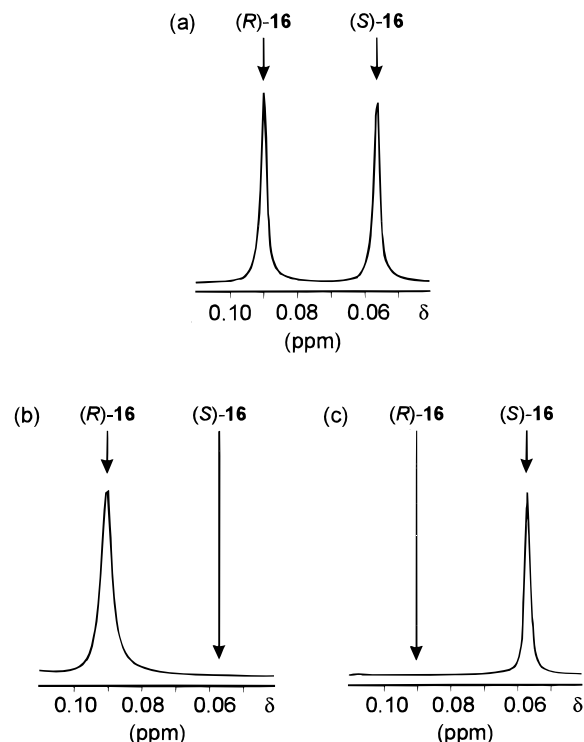 (a) (R)-16 (S)-16
0.10 0.08 0.06 δ
(ppm)
(b) (R)-16 (S)-16
0.10 0.08 0.06 δ
(ppm)
(c) (R)-16 (S)-16
0.10 0.08 0.06 δ
(ppm)